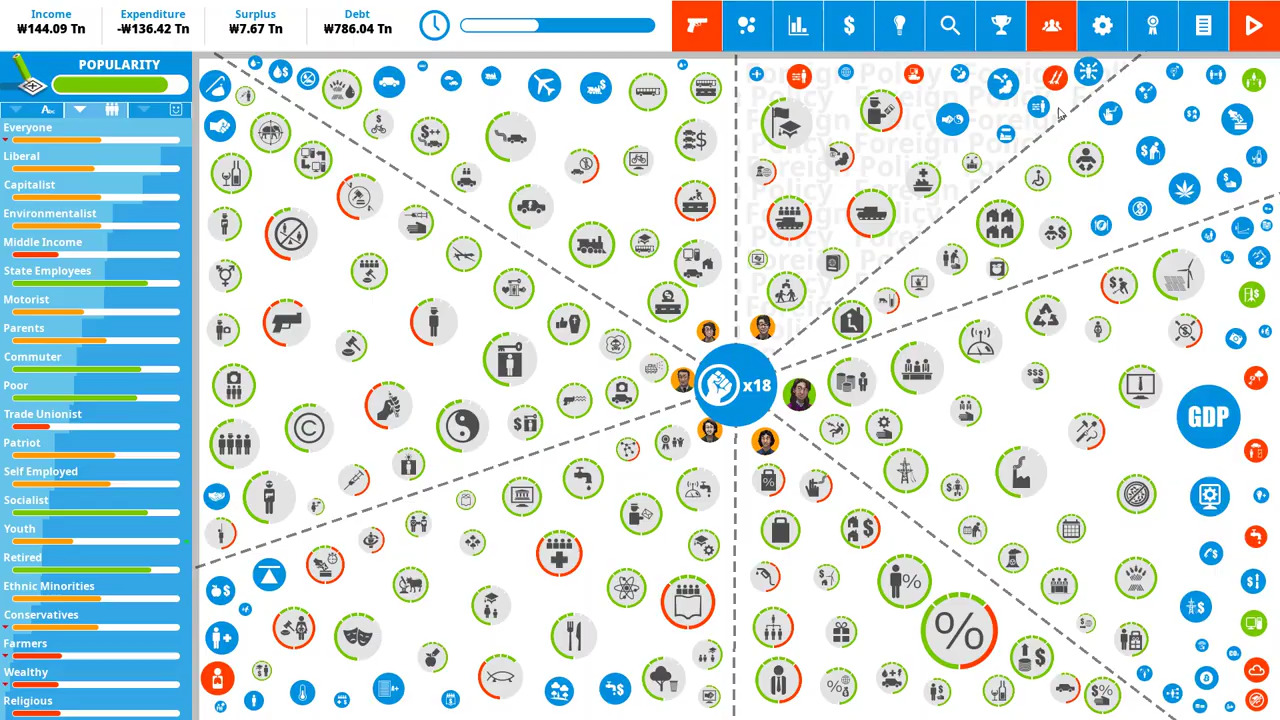 Income
Expenditure
Surplus
Debt
₩144.09 Tn
-₩136.42 Tn
₩7.67 Tn
₩786.04 Tn
POPULARITY
Everyone
Liberal
Capitalist
Environmentalist
Middle Income
State Employees
Motorist
Parents
Commuter
Poor
Trade Unionist
Patriot
Self Employed
Socialist
Youth
Retired
Ethnic Minorities
Conservatives
Farmers
Wealthy
Religious
x18
GDP